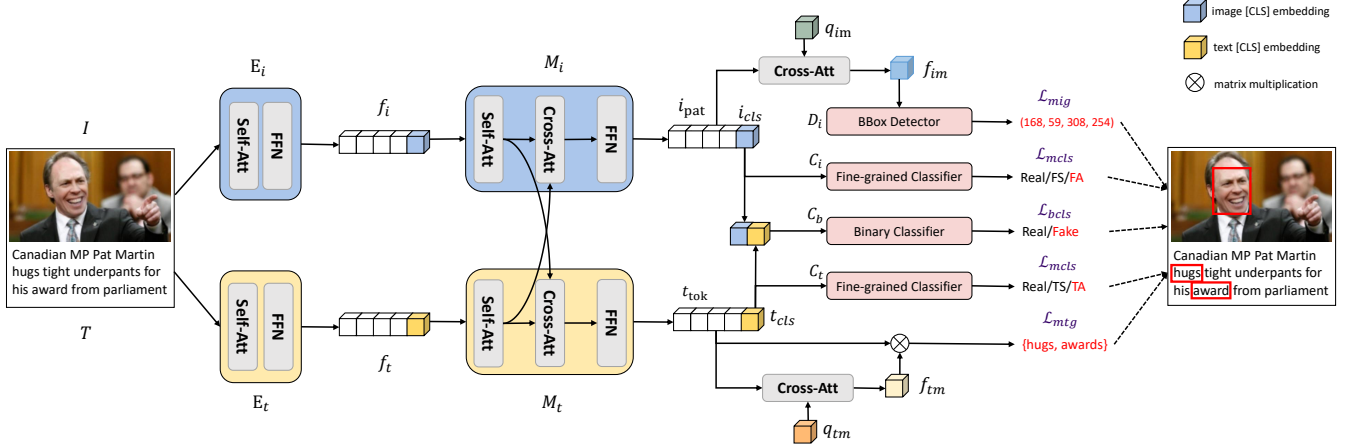 image [CLS] embedding
text [CLS] embedding
matrix multiplication
I
Canadian MP Pat Martin
hugs tight underpants for
his award from parliament
T
E_i
Self-Att
FFN
f_i
M_i
Self-Att
Cross-Att
FFN
i_pat
i_cls
E_t
Self-Att
FFN
f_t
M_t
Self-Att
Cross-Att
FFN
t_tok
t_cls
q_im
Cross-Att
f_im
D_i
BBox Detector
ℒ_mig
(168, 59, 308, 254)
C_i
Fine-grained Classifier
ℒ_mcls
Real/FS/FA
C_b
Binary Classifier
ℒ_bcls
Real/Fake
C_t
Fine-grained Classifier
ℒ_mcls
Real/TS/TA
ℒ_mtg
{hugs, awards}
Cross-Att
f_tm
q_tm
Canadian MP Pat Martin
hugs tight underpants for
his award from parliament